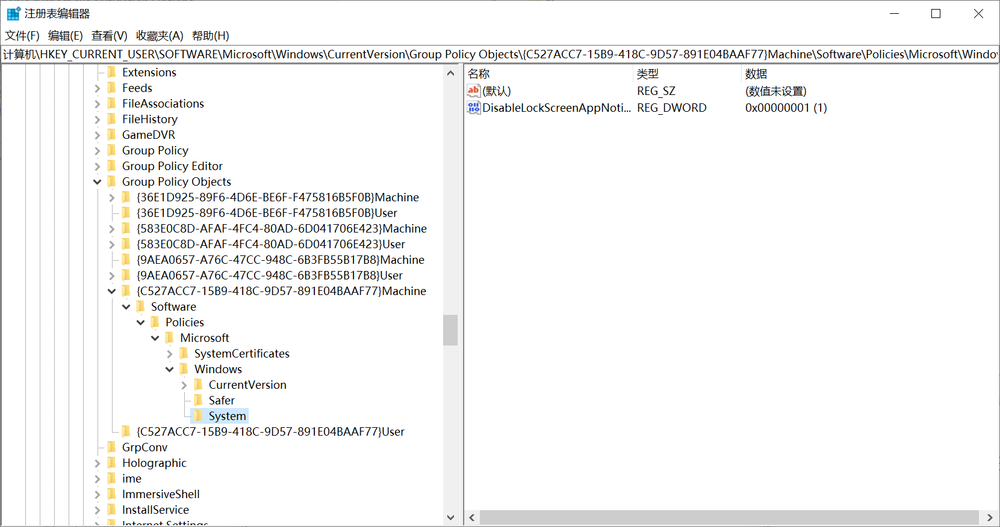 注册表编辑器
文件(F) 编辑(E) 查看(V) 收藏夹(A) 帮助(H)
计算机\HKEY_CURRENT_USER\SOFTWARE\Microsoft\Windows\CurrentVersion\Group Policy Objects\{C527ACC7-15B9-418C-9D57-891E04BAAF77}Machine\Software\Policies\Microsoft\Windo
Extensions
Feeds
FileAssociations
FileHistory
GameDVR
Group Policy
Group Policy Editor
Group Policy Objects
{36E1D925-89F6-4D6E-BE6F-F475816B5F0B}Machine
{36E1D925-89F6-4D6E-BE6F-F475816B5F0B}User
{583E0C8D-AFAF-4FC4-80AD-6D041706E423}Machine
{583E0C8D-AFAF-4FC4-80AD-6D041706E423}User
{9AEA0657-A76C-47CC-948C-6B3FB55B17B8}Machine
{9AEA0657-A76C-47CC-948C-6B3FB55B17B8}User
{C527ACC7-15B9-418C-9D57-891E04BAAF77}Machine
Software
Policies
Microsoft
SystemCertificates
Windows
CurrentVersion
Safer
System
{C527ACC7-15B9-418C-9D57-891E04BAAF77}User
GrpConv
Holographic
ime
ImmersiveShell
InstallService
Internet Settings
名称 类型 数据
(默认) REG_SZ (数值未设置)
DisableLockScreenAppNoti... REG_DWORD 0x00000001 (1)